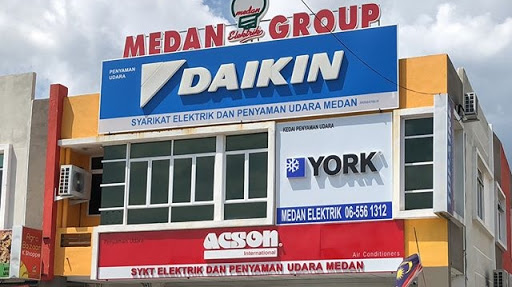 medan
Elektrik
MEDAN GROUP
PENYAMAN
UDARA
DAIKIN
SYARIKAT ELEKTRIK DAN PENYAMAN UDARA MEDAN
KEDAI PENYAMAN UDARA
YORK
MEDAN ELEKTRIK 06-556 1312
acson
International
Air Conditioners
SYKT ELEKTRIK DAN PENYAMAN UDARA MEDAN